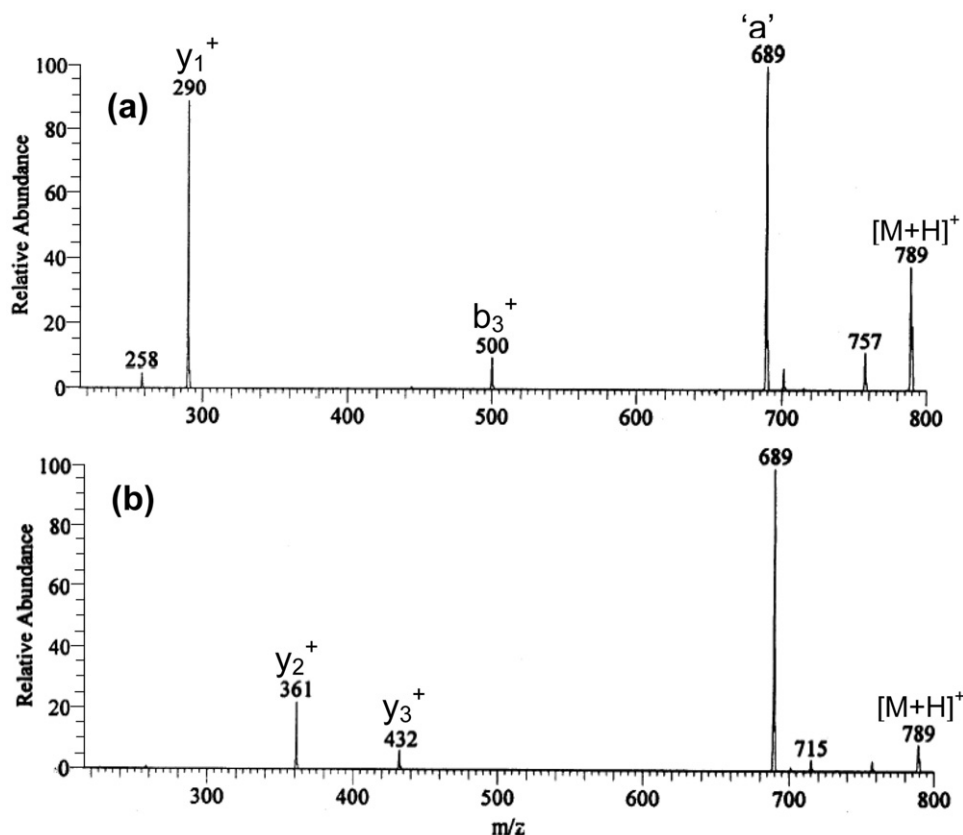 ‘a’
y₁⁺
689
100
290
(a)
80
[M+H]⁺
60
789
40
b₃⁺
20
500
757
258
0
300
400
500
600
700
800
Relative Abundance
100
689
(b)
80
60
40
y₂⁺
361
[M+H]⁺
20
y₃⁺
789
432
715
0
300
400
500
600
700
800
m/z
Relative Abundance